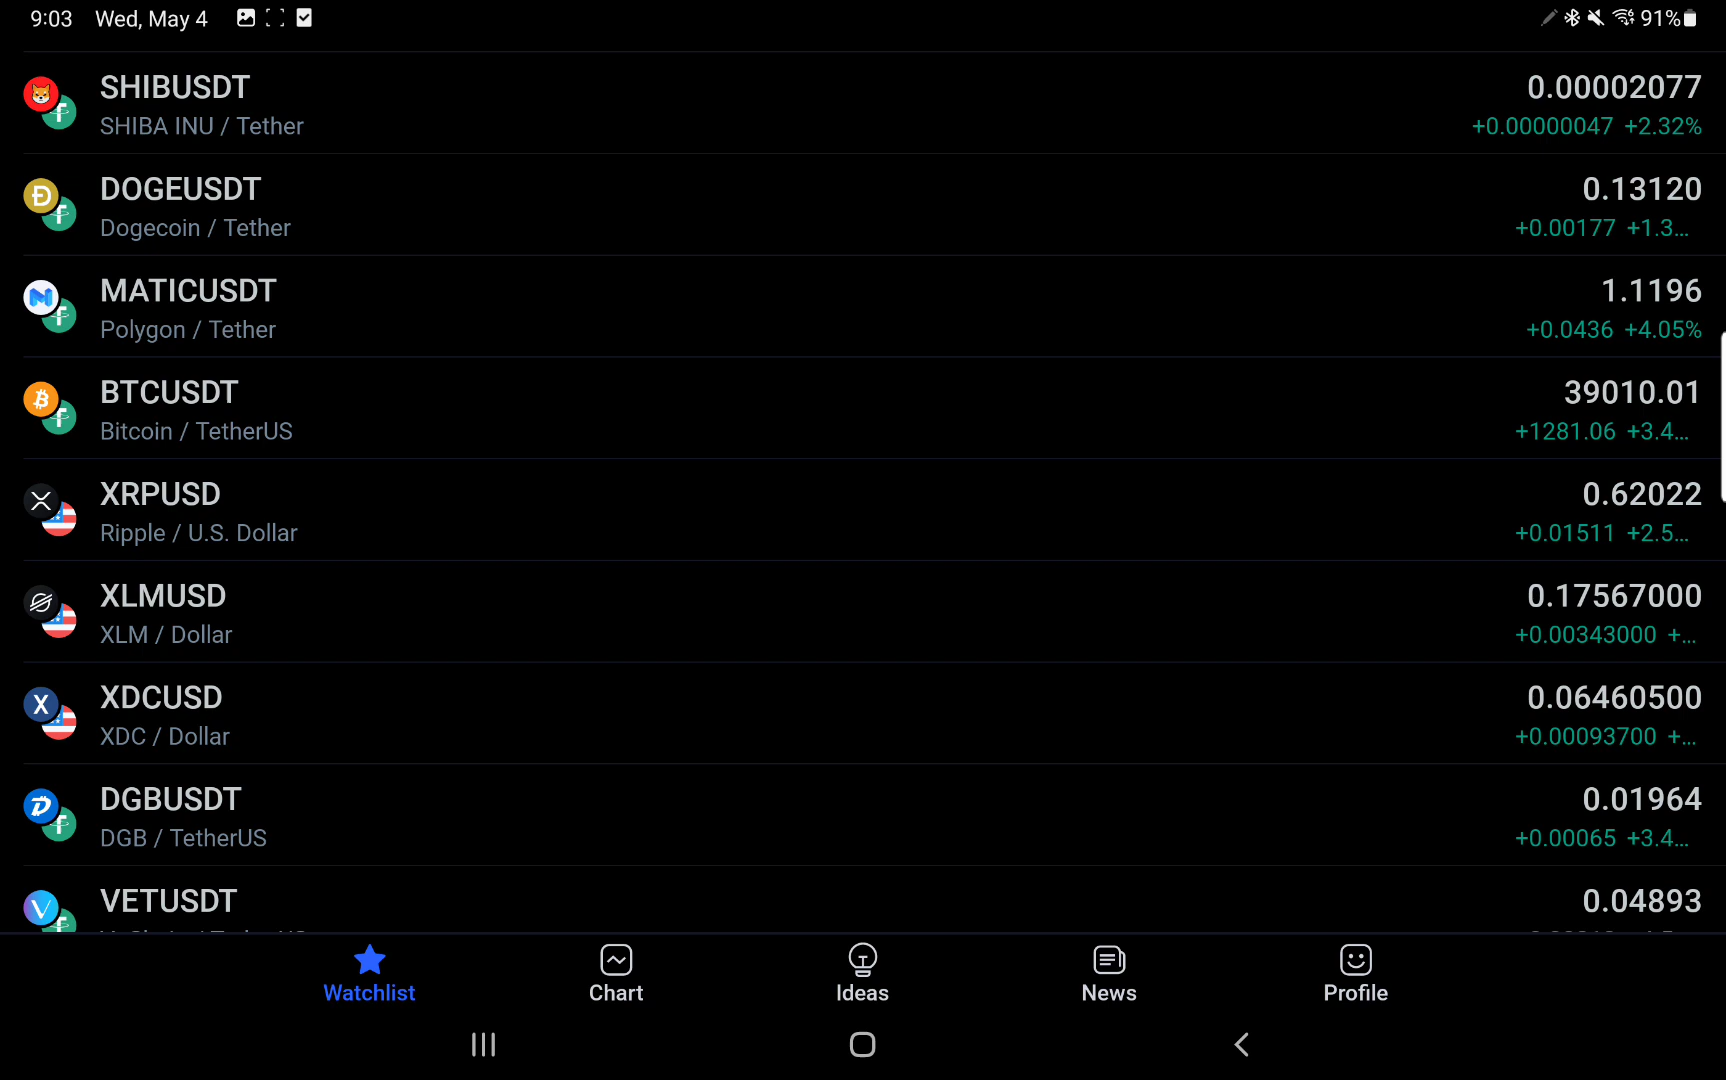 9:03 Wed, May 4 91%
SHIBUSDT 0.00002077
SHIBA INU / Tether +0.00000047 +2.32%
DOGEUSDT 0.13120
Dogecoin / Tether +0.00177 +1.3...
MATICUSDT 1.1196
Polygon / Tether +0.0436 +4.05%
BTCUSDT 39010.01
Bitcoin / TetherUS +1281.06 +3.4...
XRPUSD 0.62022
Ripple / U.S. Dollar +0.01511 +2.5...
XLMUSD 0.17567000
XLM / Dollar +0.00343000 +...
XDCUSD 0.06460500
XDC / Dollar +0.00093700 +...
DGBUSDT 0.01964
DGB / TetherUS +0.00065 +3.4...
VETUSDT 0.04893
Watchlist Chart Ideas News Profile